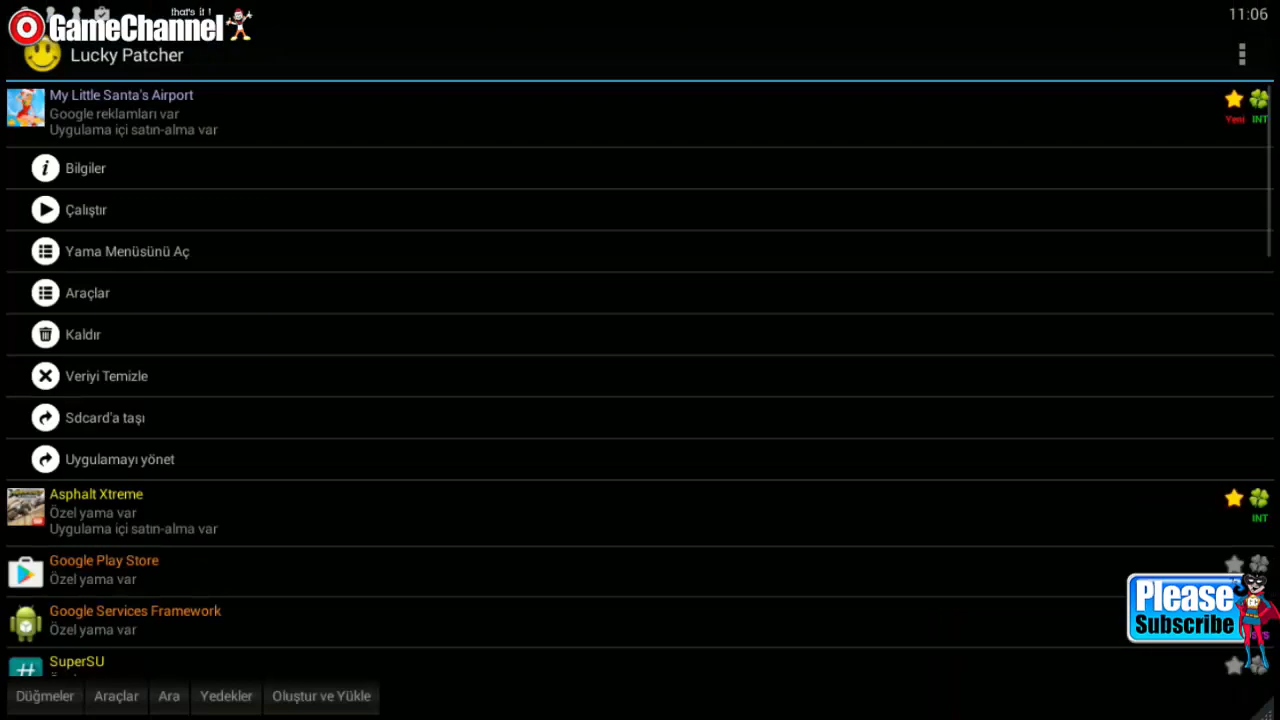 that's it !
GameChannel
11:06
Lucky Patcher
My Little Santa's Airport
Google reklamları var
Uygulama içi satın-alma var
Yeni INT
Bilgiler
Çalıştır
Yama Menüsünü Aç
Araçlar
Kaldır
Veriyi Temizle
Sdcard'a taşı
Uygulamayı yönet
Asphalt Xtreme
Özel yama var
Uygulama içi satın-alma var
INT
Google Play Store
Özel yama var
Google Services Framework
Özel yama var
Please
Subscribe
SuperSU
Düğmeler Araçlar Ara Yedekler Oluştur ve Yükle